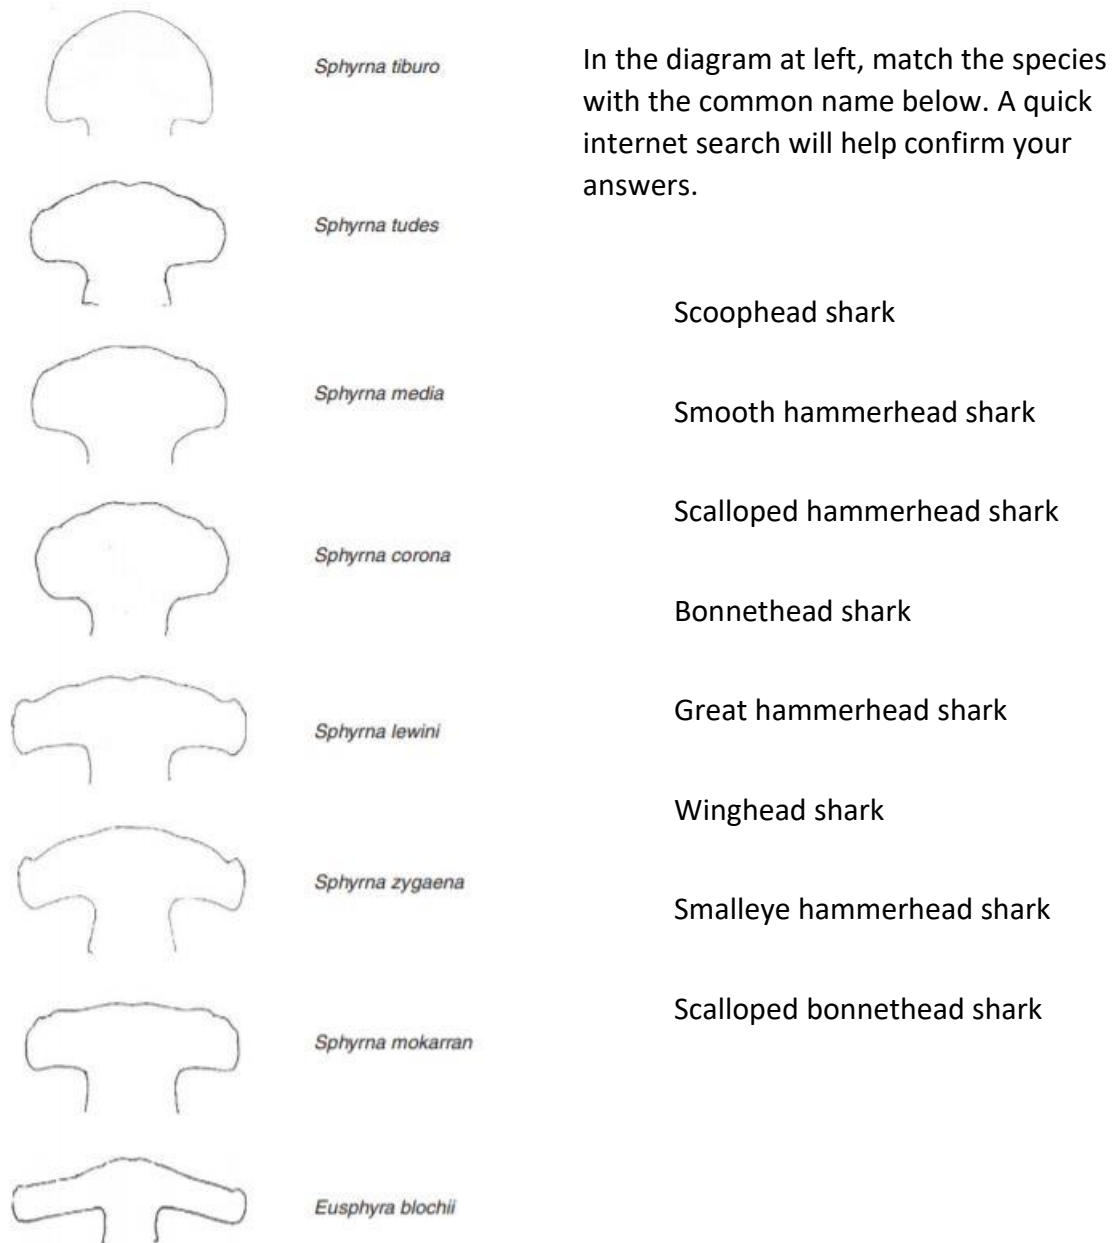 Sphyrna tiburo
Sphyrna tudes
Sphyrna media
Sphyrna corona
Sphyrna lewini
Sphyrna zygaena
Sphyrna mokarran
Eusphyra blochii
In the diagram at left, match the species
with the common name below. A quick
internet search will help confirm your
answers.
Scoophead shark
Smooth hammerhead shark
Scalloped hammerhead shark
Bonnethead shark
Great hammerhead shark
Winghead shark
Smalleye hammerhead shark
Scalloped bonnethead shark